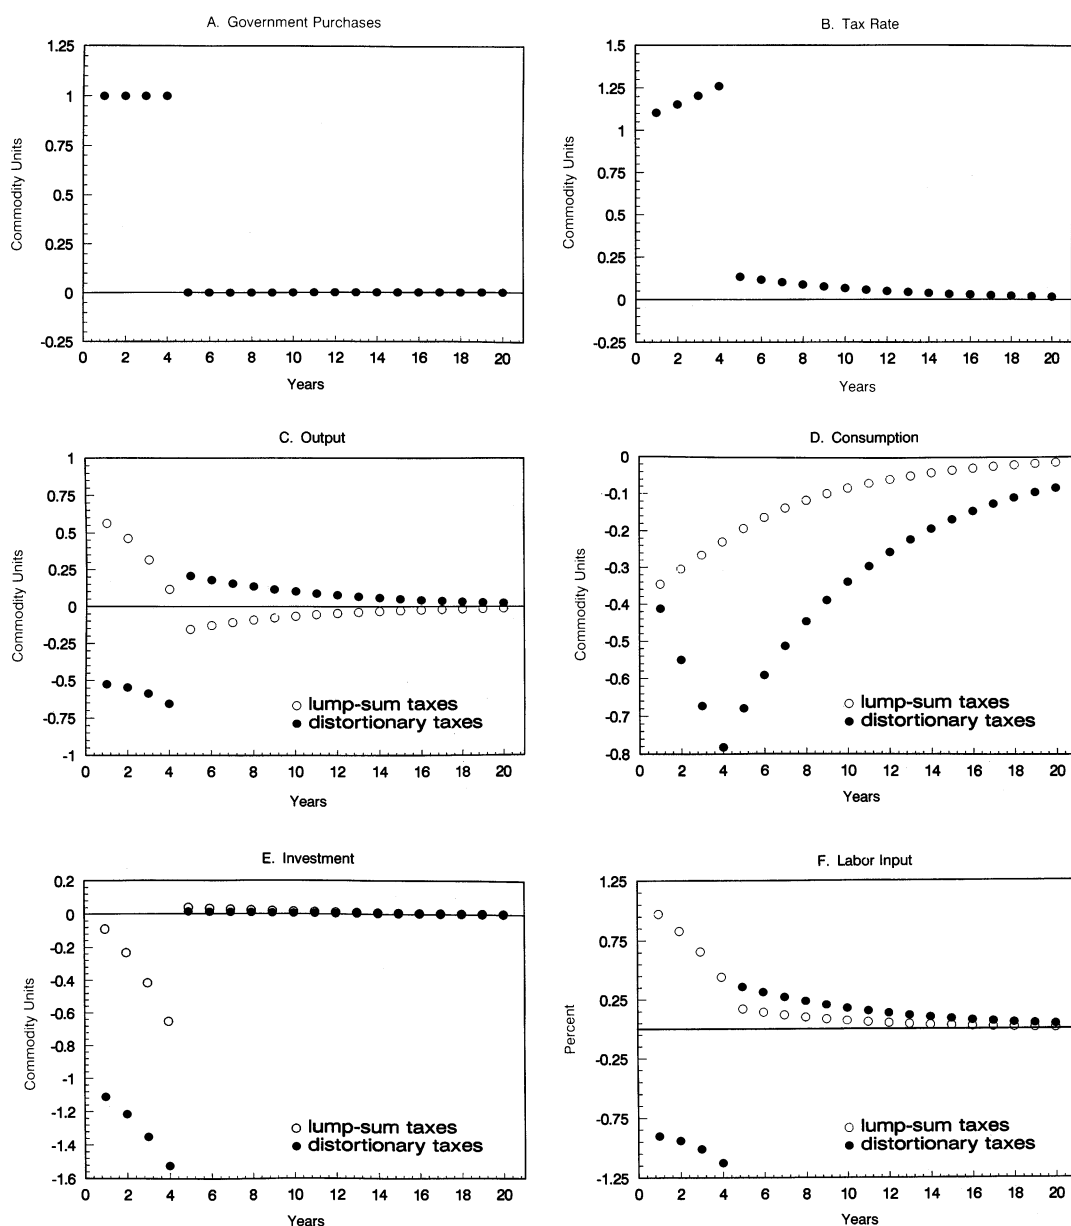 A. Government Purchases
1.25
1
0.75
0.5
0.25
0
-0.25
Commodity Units
0 2 4 6 8 10 12 14 16 18 20
Years
B. Tax Rate
1.5
1.25
1
0.75
0.5
0.25
0
-0.25
Commodity Units
0 2 4 6 8 10 12 14 16 18 20
Years
C. Output
1
0.75
0.5
0.25
0
-0.25
-0.5
-0.75
-1
Commodity Units
lump-sum taxes
distortionary taxes
0 2 4 6 8 10 12 14 16 18 20
Years
D. Consumption
0
-0.1
-0.2
-0.3
-0.4
-0.5
-0.6
-0.7
-0.8
Commodity Units
lump-sum taxes
distortionary taxes
0 2 4 6 8 10 12 14 16 18 20
Years
E. Investment
0.2
0
-0.2
-0.4
-0.6
-0.8
-1
-1.2
-1.4
-1.6
Commodity Units
lump-sum taxes
distortionary taxes
0 2 4 6 8 10 12 14 16 18 20
Years
F. Labor Input
1.25
0.75
0.25
-0.25
-0.75
-1.25
Percent
lump-sum taxes
distortionary taxes
0 2 4 6 8 10 12 14 16 18 20
Years